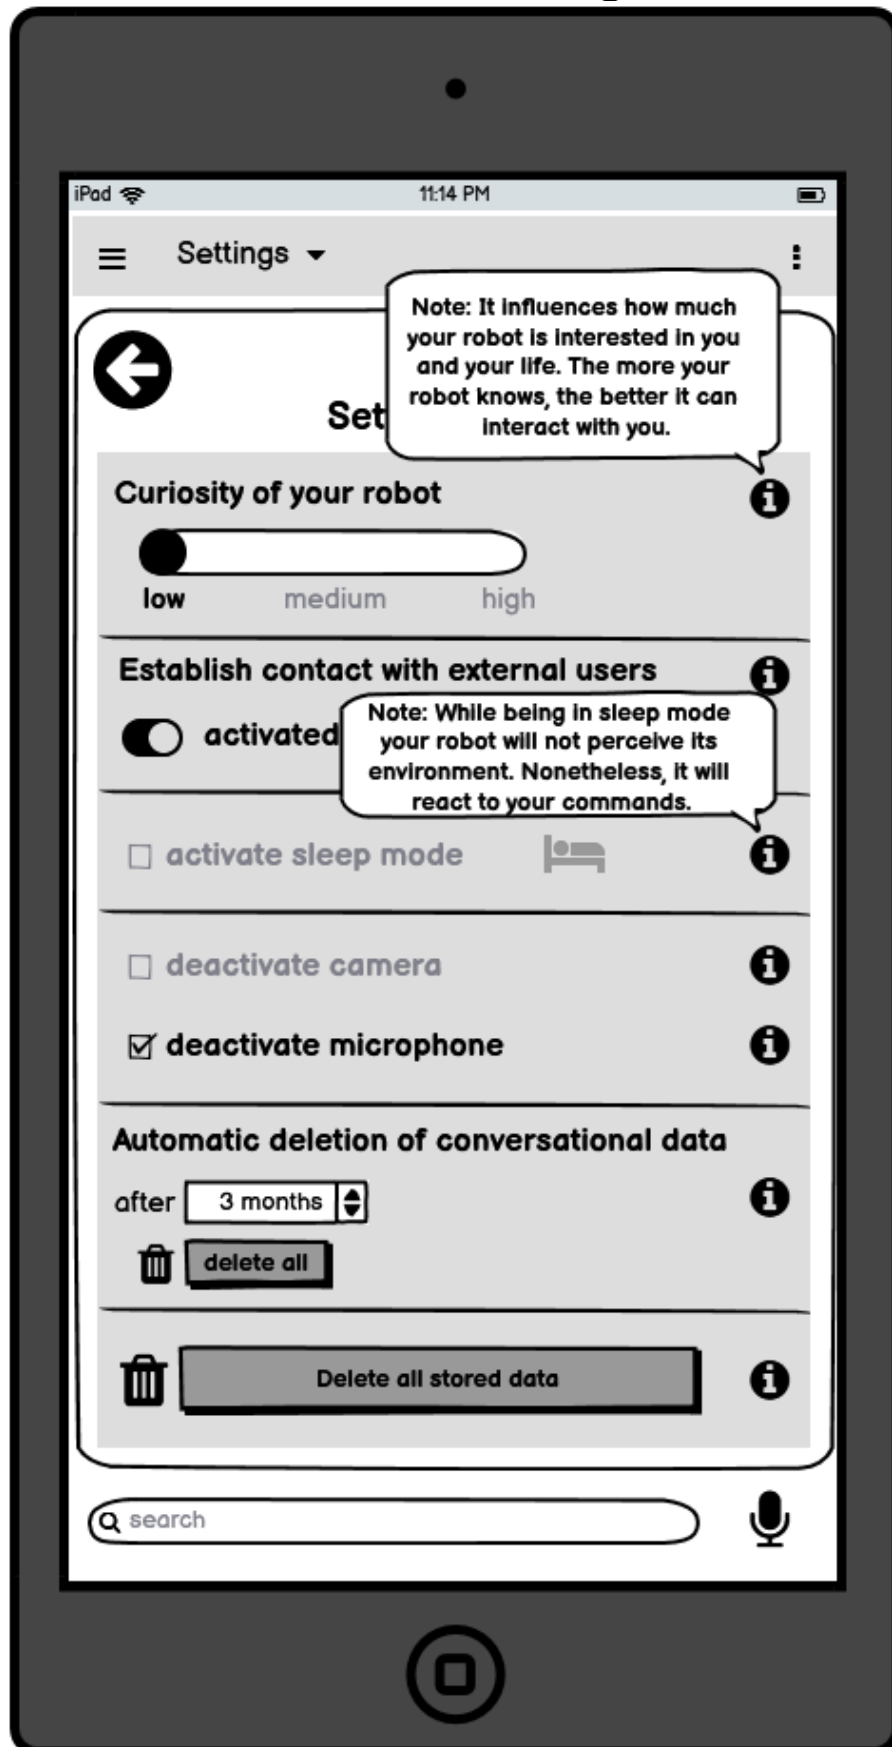 iPad
11:14 PM
Settings
Note: It influences how much
your robot is interested in you
and your life. The more your
robot knows, the better it can
interact with you.
Set
Curiosity of your robot
low medium high
Establish contact with external users
activated
Note: While being in sleep mode
your robot will not perceive its
environment. Nonetheless, it will
react to your commands.
activate sleep mode
deactivate camera
deactivate microphone
Automatic deletion of conversational data
after 3 months
delete all
Delete all stored data
search